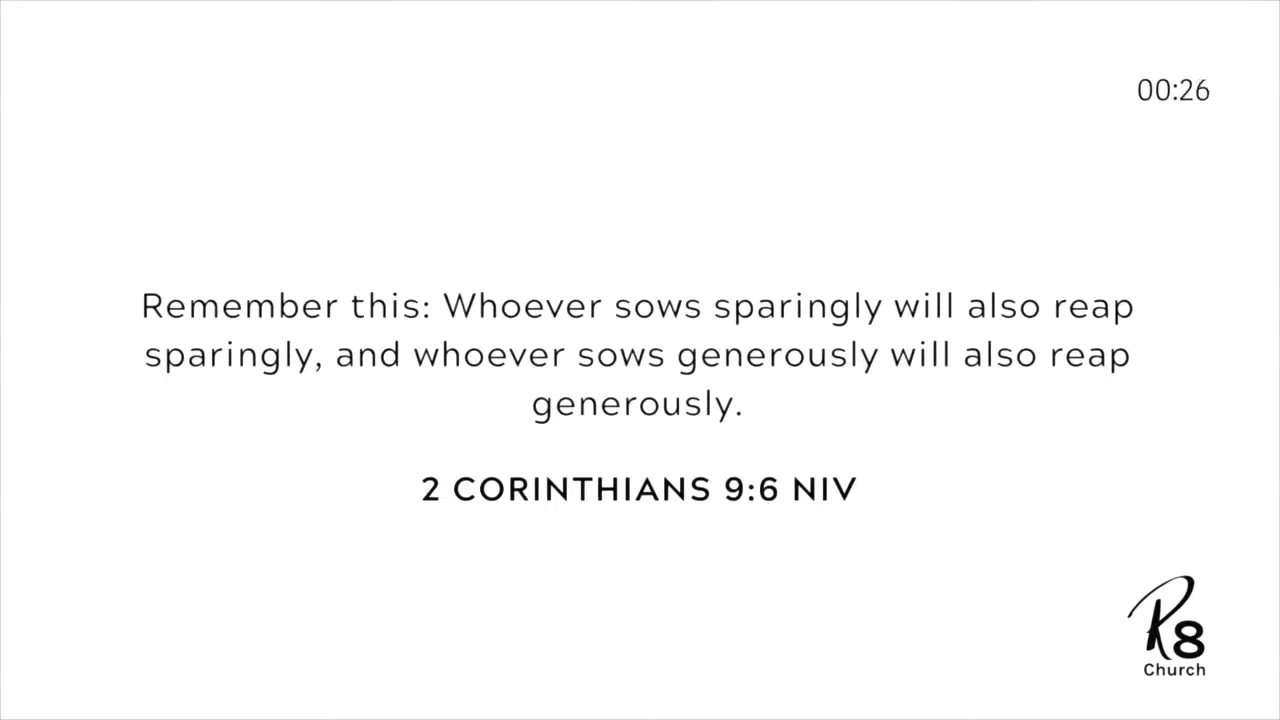 00:26
Remember this: Whoever sows sparingly will also reap
sparingly, and whoever sows generously will also reap
generously.
2 CORINTHIANS 9:6 NIV
R8
Church